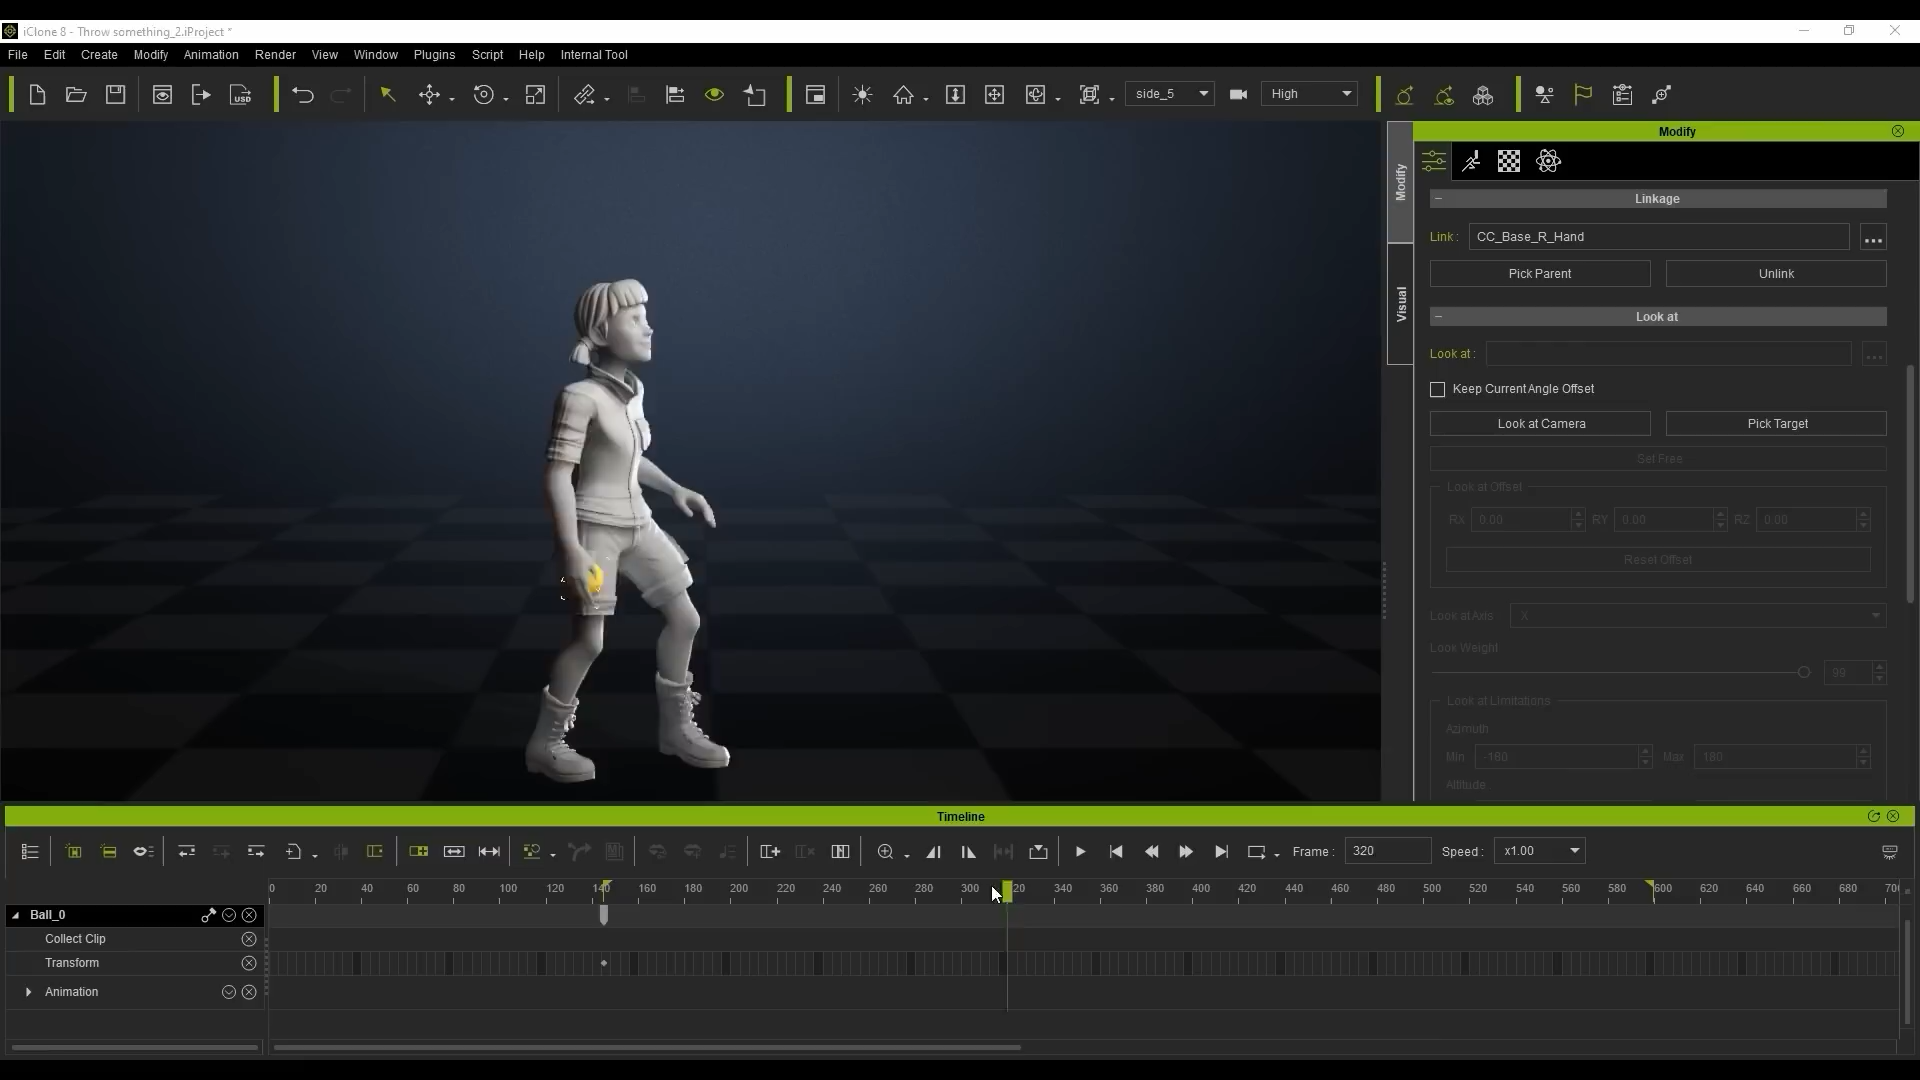 iClone 8 - Throw something_2.iProject *
File Edit Create Modify Animation Render View Window Plugins Script Help Internal Tool
USD side_5 High
Modify
Modify
Visual
Linkage
Link : CC_Base_R_Hand ...
Pick Parent Unlink
Look at
Look at : ...
Keep Current Angle Offset
Look at Camera Pick Target
Set Free
Look at Offset
RX 0.00 RY 0.00 RZ 0.00
Reset Offset
Look at Axis X
Look Weight
99
Look at Limitations
Azimuth
Min -180 Max 180
Altitude
Timeline
Frame : 320 Speed : x1.00
0 20 40 60 80 100 120 140 160 180 200 220 240 260 280 300 320 340 360 380 400 420 440 460 480 500 520 540 560 580 600 620 640 660 680 700
Ball_0
Collect Clip
Transform
Animation